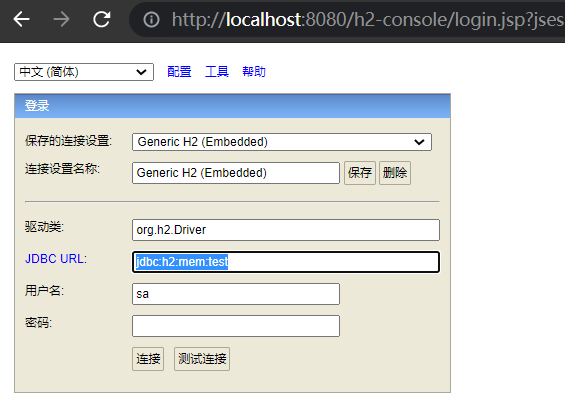 http://localhost:8080/h2-console/login.jsp?jses
中文 (简体) 配置 工具 帮助
登录
保存的连接设置: Generic H2 (Embedded)
连接设置名称: Generic H2 (Embedded) 保存 删除
驱动类: org.h2.Driver
JDBC URL: jdbc:h2:mem:test
用户名: sa
密码:
连接 测试连接